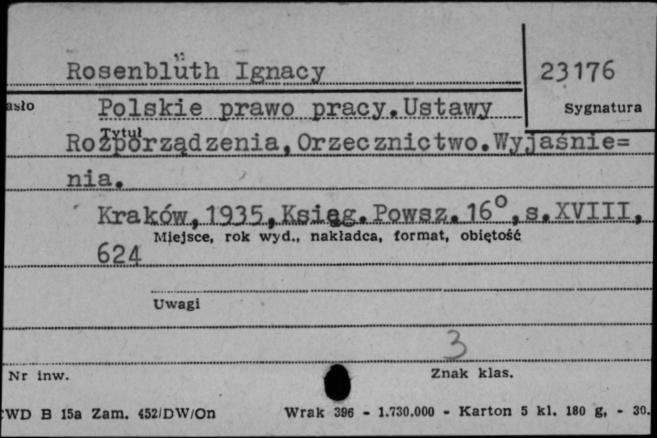 Rosenblüth Ignacy
23176
asło
Polskie prawo pracy.Ustawy
Sygnatura
Tytuł
Rozporządzenia,Orzecznictwo.Wyjaśnie=
nia.
Kraków,1935,Księg.Powsz.16°,s.XVIII,
Miejsce, rok wyd., nakładca, format, objętość
624
Uwagi
3
Nr inw.
Znak klas.
CWD B 15a Zam. 452/DW/On Wrak 396 - 1.730.000 - Karton 5 kl. 180 g, - 30.